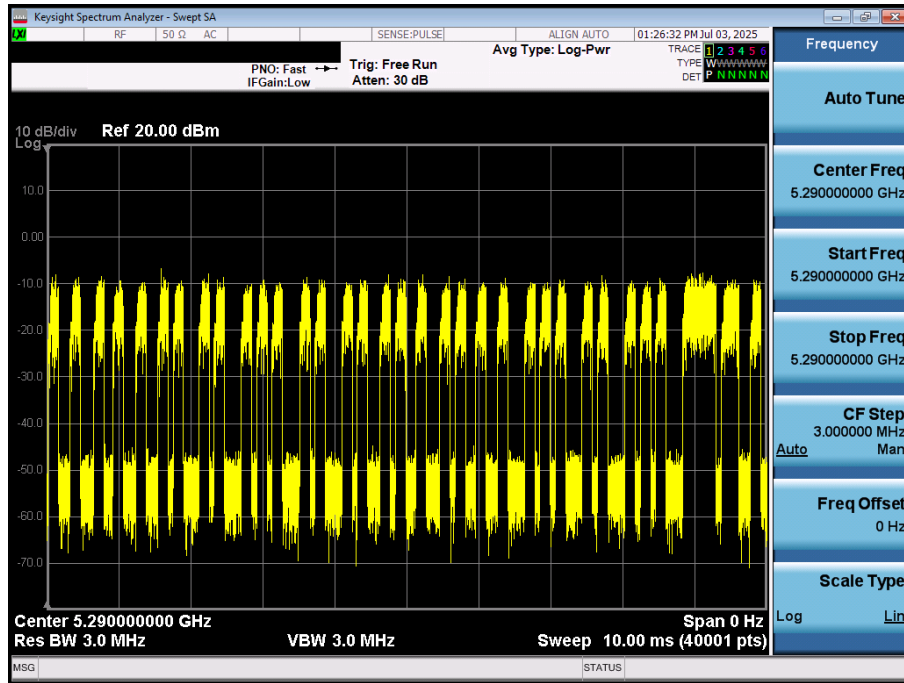 Keysight Spectrum Analyzer - Swept SA
LXI RF 50 Ω AC SENSE:PULSE ALIGN AUTO 01:26:32 PM Jul 03, 2025
Frequency
Avg Type: Log-Pwr
TRACE 1 2 3 4 5 6
PNO: Fast
Trig: Free Run
TYPE WWWWWW
IFGain:Low
Atten: 30 dB
DET P N N N N N
Auto Tune
10 dB/div Ref 20.00 dBm
Log
Center Freq
5.290000000 GHz
10.0
0.00
-10.0
-20.0
-30.0
-40.0
-50.0
-60.0
-70.0
Start Freq
5.290000000 GHz
Stop Freq
5.290000000 GHz
CF Step
3.000000 MHz
Auto Man
Freq Offset
0 Hz
Scale Type
Log Lin
Center 5.290000000 GHz Span 0 Hz
Res BW 3.0 MHz VBW 3.0 MHz Sweep 10.00 ms (40001 pts)
MSG STATUS